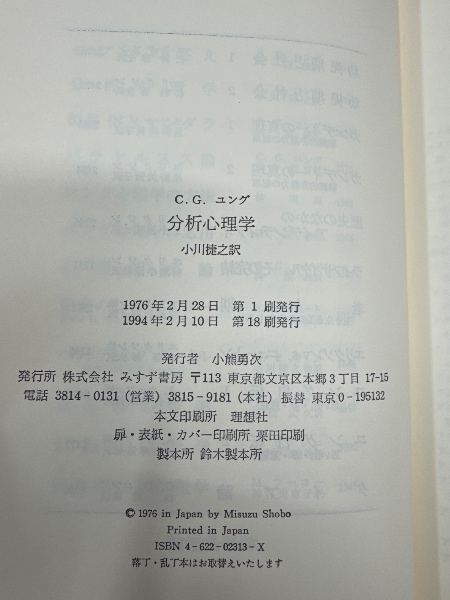 C.G. ユング
分析心理学
小川捷之訳
1976年2月28日 第1刷発行
1994年2月10日 第18刷発行
発行者 小熊勇次
発行所 株式会社 みすず書房 〒113 東京都文京区本郷3丁目17-15
電話 3814-0131(営業) 3815-9181(本社) 振替 東京0-195132
本文印刷所 理想社
扉・表紙・カバー印刷所 栗田印刷
製本所 鈴木製本所
© 1976 in Japan by Misuzu Shobo
Printed in Japan
ISBN 4-622-02313-X
落丁・乱丁本はお取替えいたします